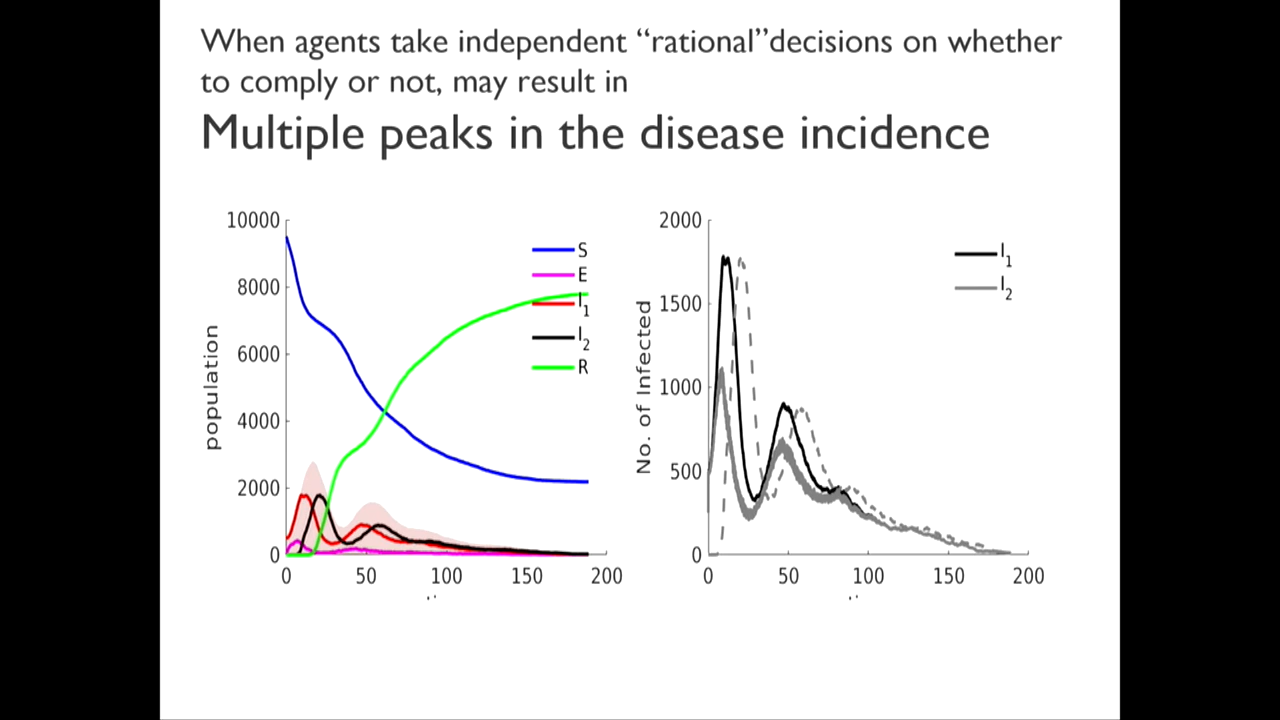 When agents take independent “rational”decisions on whether
to comply or not, may result in
Multiple peaks in the disease incidence
10000
8000
6000
4000
2000
0
population
0 50 100 150 200
S
E
I1
I2
R
2000
1500
1000
500
0
No. of Infected
0 50 100 150 200
I1
I2